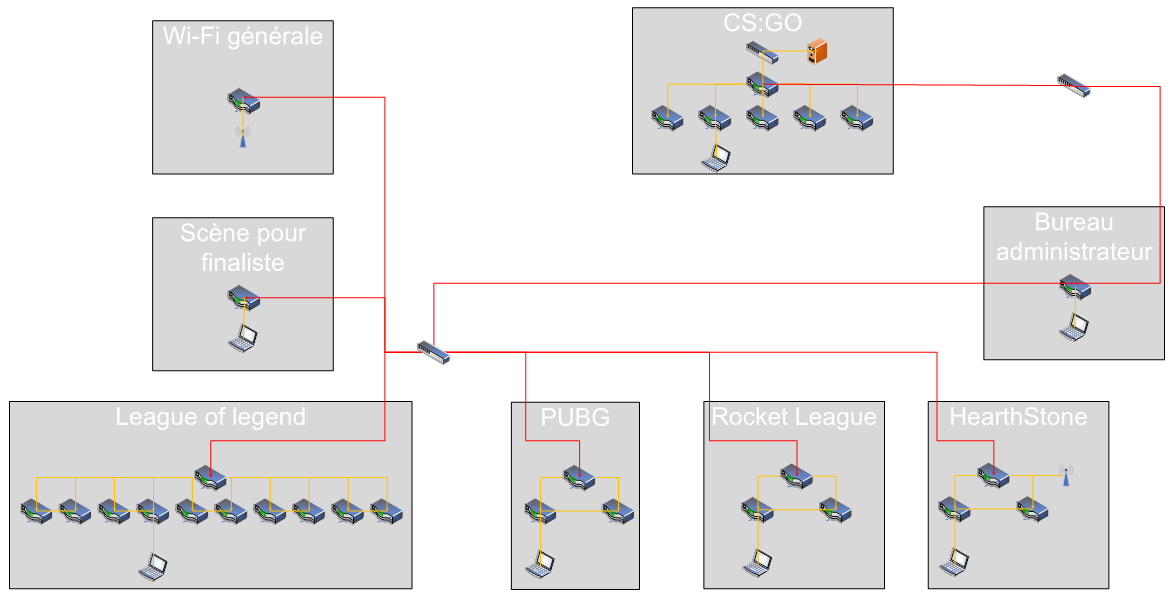 Wi-Fi générale
CS:GO
Scène pour
finaliste
Bureau
administrateur
League of legend
PUBG
Rocket League
HearthStone